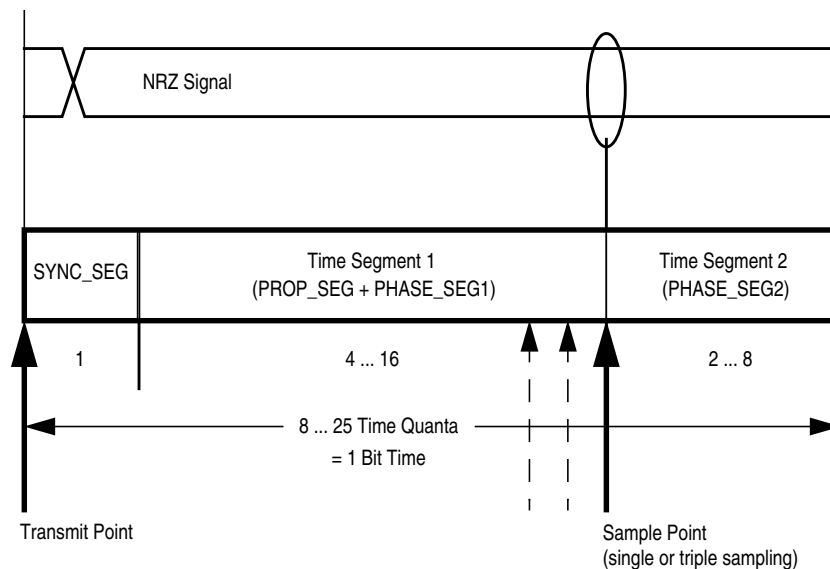 NRZ Signal
SYNC_SEG
Time Segment 1
(PROP_SEG + PHASE_SEG1)
Time Segment 2
(PHASE_SEG2)
1
4 ... 16
2 ... 8
8 ... 25 Time Quanta
= 1 Bit Time
Transmit Point
Sample Point
(single or triple sampling)